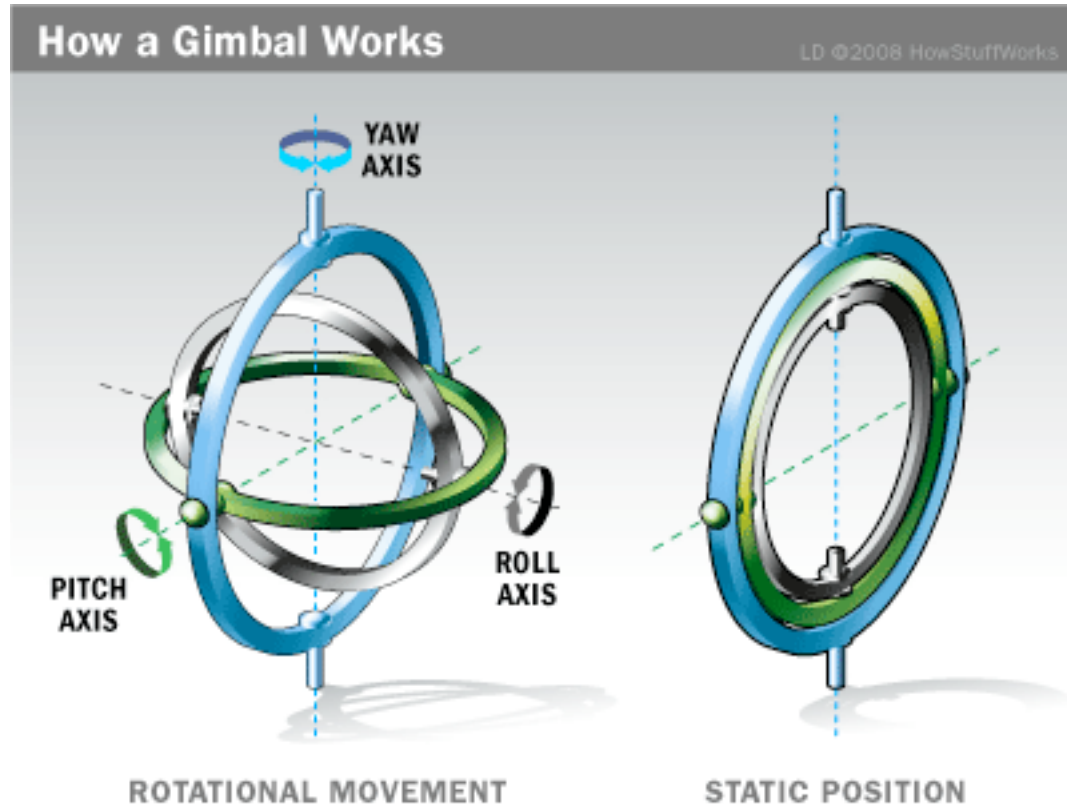 How a Gimbal Works
LD ©2008 HowStuffWorks
YAW
AXIS
PITCH
AXIS
ROLL
AXIS
ROTATIONAL MOVEMENT
STATIC POSITION